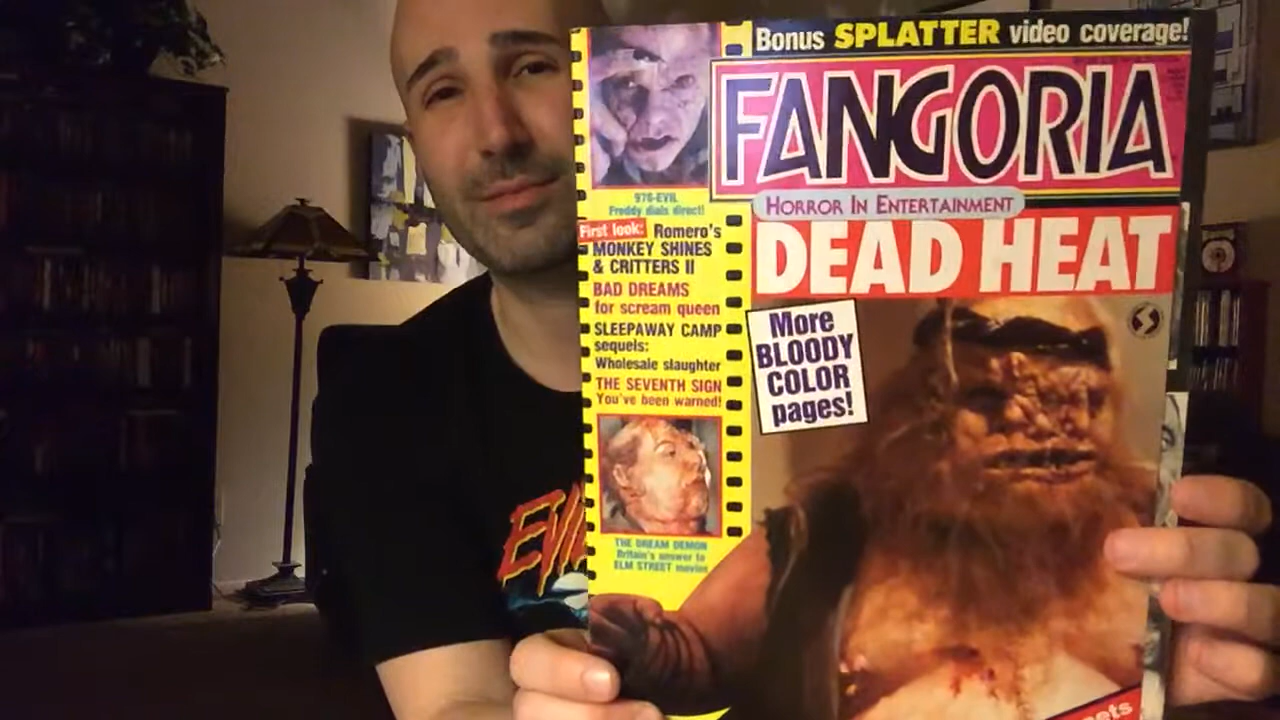 Bonus SPLATTER video coverage!
FANGORIA
HORROR IN ENTERTAINMENT
DEAD HEAT
More
BLOODY
COLOR
pages!
976-EVIL
Freddy dials direct!
First look: Romero's
MONKEY SHINES
& CRITTERS II
BAD DREAMS
for scream queen
SLEEPAWAY CAMP
sequels:
Wholesale slaughter
THE SEVENTH SIGN
You've been warned!
THE DREAM DEMON
Britain's answer to
ELM STREET movies
EVIL